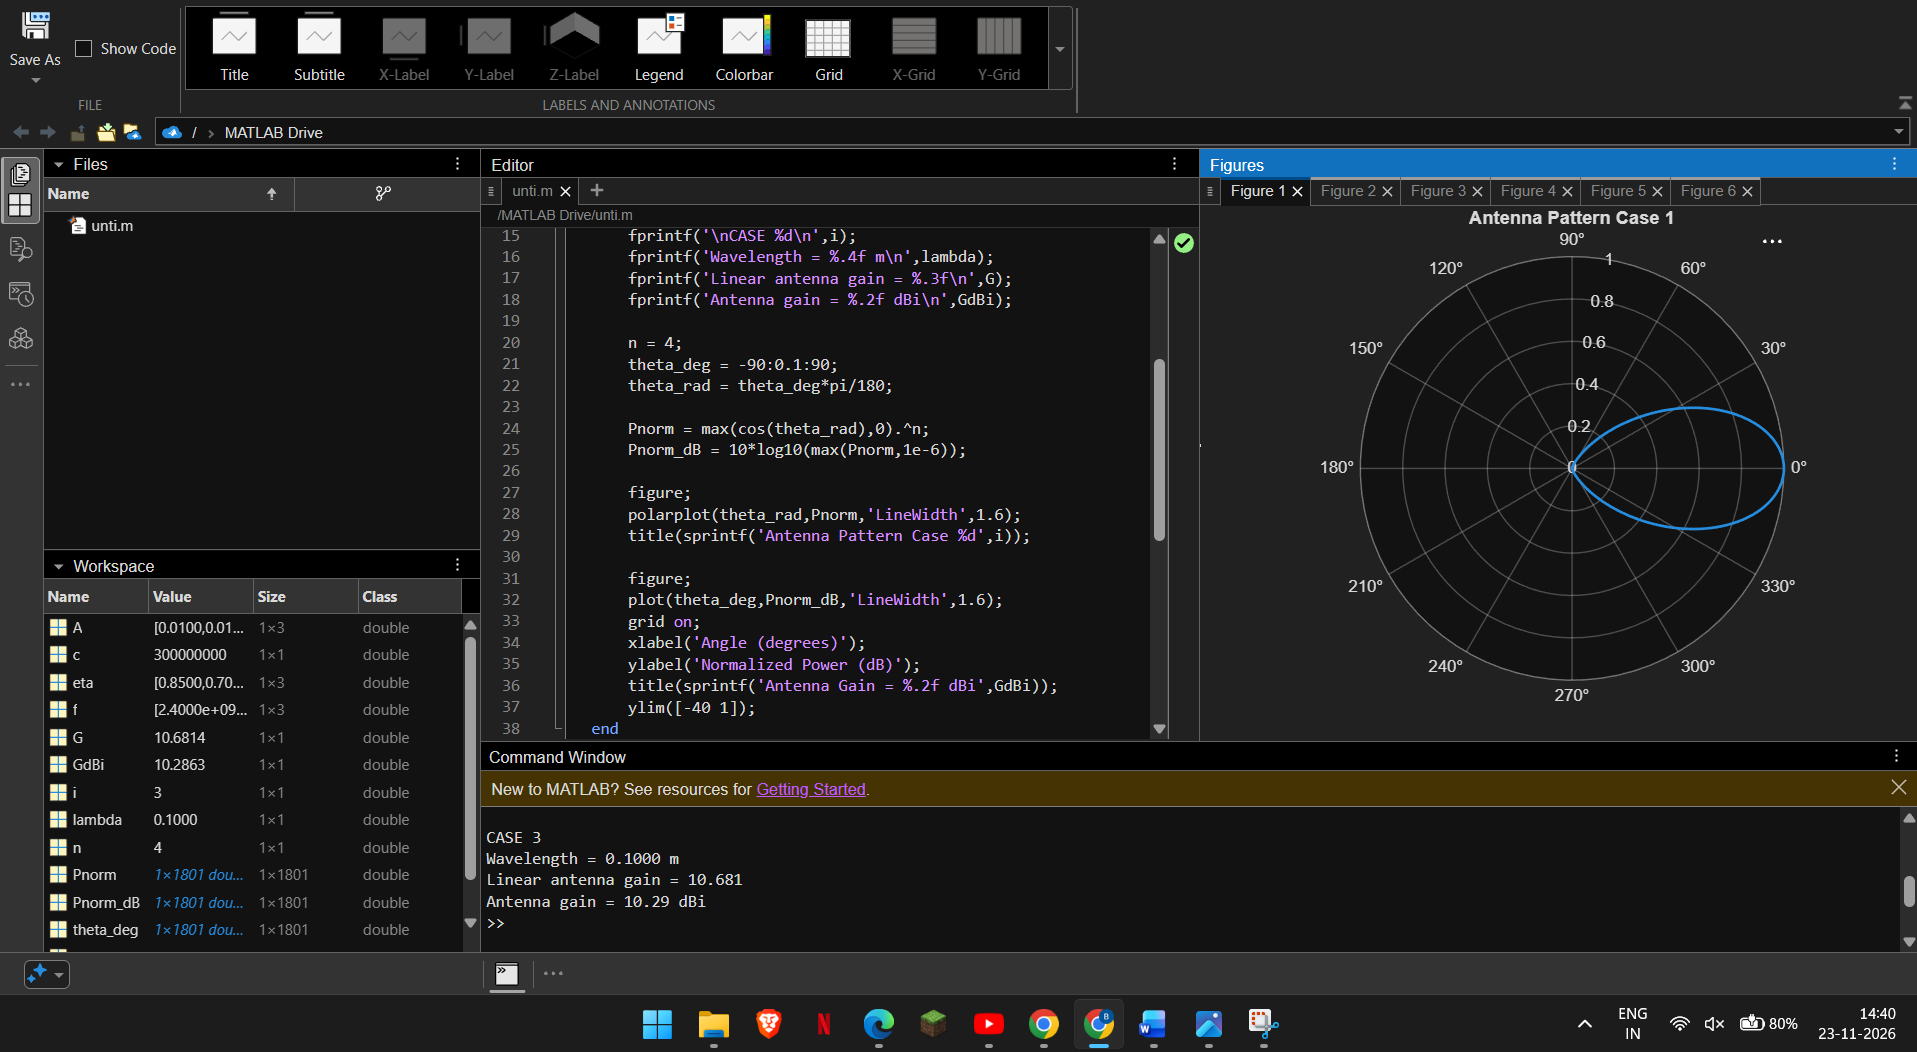 Save As
Show Code
FILE
Title
Subtitle
X-Label
Y-Label
Z-Label
Legend
Colorbar
Grid
X-Grid
Y-Grid
LABELS AND ANNOTATIONS
/ › MATLAB Drive
Files
Name
unti.m
Workspace
Name Value Size Class
A [0.0100,0.01... 1×3 double
c 300000000 1×1 double
eta [0.8500,0.70... 1×3 double
f [2.4000e+09... 1×3 double
G 10.6814 1×1 double
GdBi 10.2863 1×1 double
i 3 1×1 double
lambda 0.1000 1×1 double
n 4 1×1 double
Pnorm 1×1801 dou... 1×1801 double
Pnorm_dB 1×1801 dou... 1×1801 double
theta_deg 1×1801 dou... 1×1801 double
Editor
unti.m
/MATLAB Drive/unti.m
15 fprintf('\nCASE %d\n',i);
16 fprintf('Wavelength = %.4f m\n',lambda);
17 fprintf('Linear antenna gain = %.3f\n',G);
18 fprintf('Antenna gain = %.2f dBi\n',GdBi);
19
20 n = 4;
21 theta_deg = -90:0.1:90;
22 theta_rad = theta_deg*pi/180;
23
24 Pnorm = max(cos(theta_rad),0).^n;
25 Pnorm_dB = 10*log10(max(Pnorm,1e-6));
26
27 figure;
28 polarplot(theta_rad,Pnorm,'LineWidth',1.6);
29 title(sprintf('Antenna Pattern Case %d',i));
30
31 figure;
32 plot(theta_deg,Pnorm_dB,'LineWidth',1.6);
33 grid on;
34 xlabel('Angle (degrees)');
35 ylabel('Normalized Power (dB)');
36 title(sprintf('Antenna Gain = %.2f dBi',GdBi));
37 ylim([-40 1]);
38 end
Figures
Figure 1 Figure 2 Figure 3 Figure 4 Figure 5 Figure 6
Antenna Pattern Case 1
90°
120° 1 60°
0.8
150° 0.6 30°
0.4
0.2
180° 0 0°
210° 330°
240° 300°
270°
Command Window
New to MATLAB? See resources for Getting Started.
CASE 3
Wavelength = 0.1000 m
Linear antenna gain = 10.681
Antenna gain = 10.29 dBi
>>
ENG
IN
80%
14:40
23-11-2026